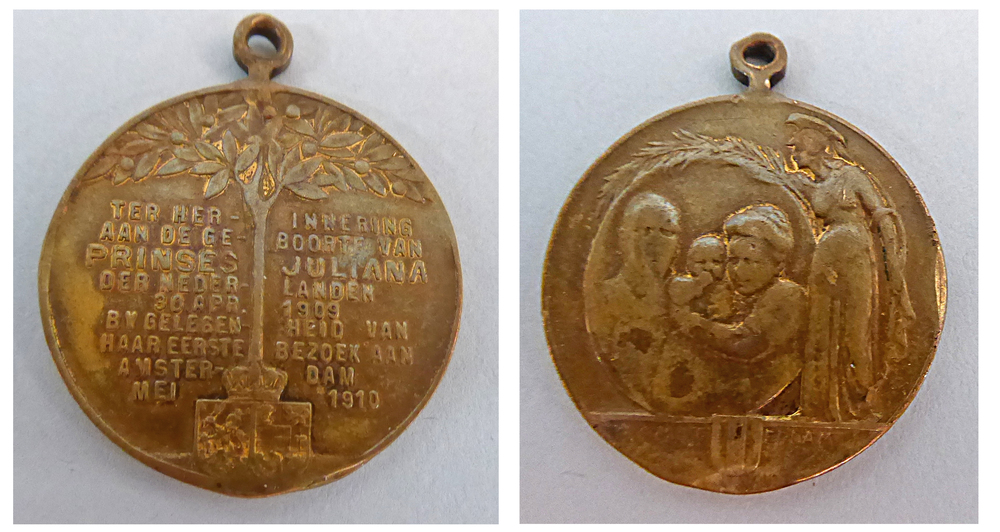 TER HER- INNERING
AAN DE GE- BOORTE VAN
PRINSES JULIANA
DER NEDER- LANDEN
30 APR. 1909
BY GELEGEN- HEID VAN
HAAR EERSTE BEZOEK AAN
AMSTER- DAM
MEI 1910